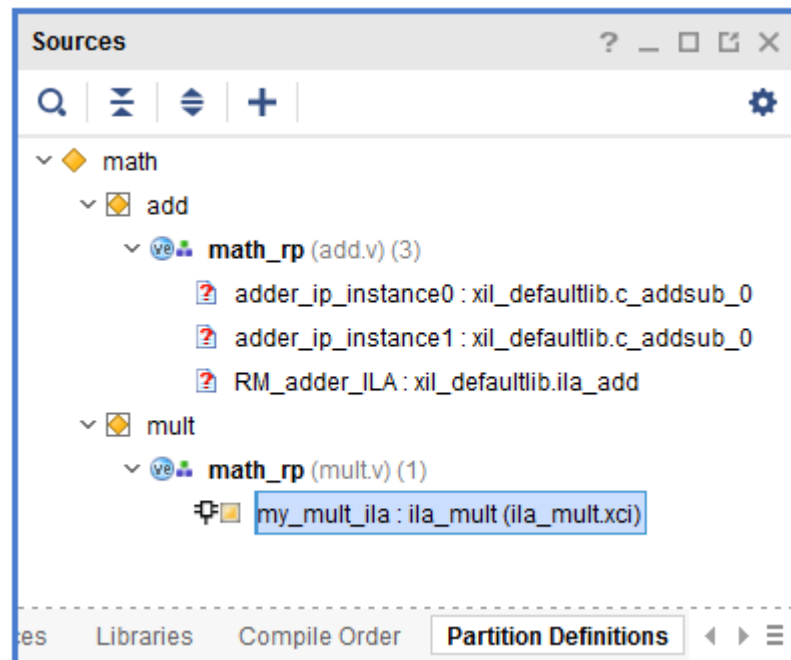 Sources
math
add
math_rp (add.v) (3)
adder_ip_instance0 : xil_defaultlib.c_addsub_0
adder_ip_instance1 : xil_defaultlib.c_addsub_0
RM_adder_ILA : xil_defaultlib.ila_add
mult
math_rp (mult.v) (1)
my_mult_ila : ila_mult (ila_mult.xci)
Libraries Compile Order Partition Definitions